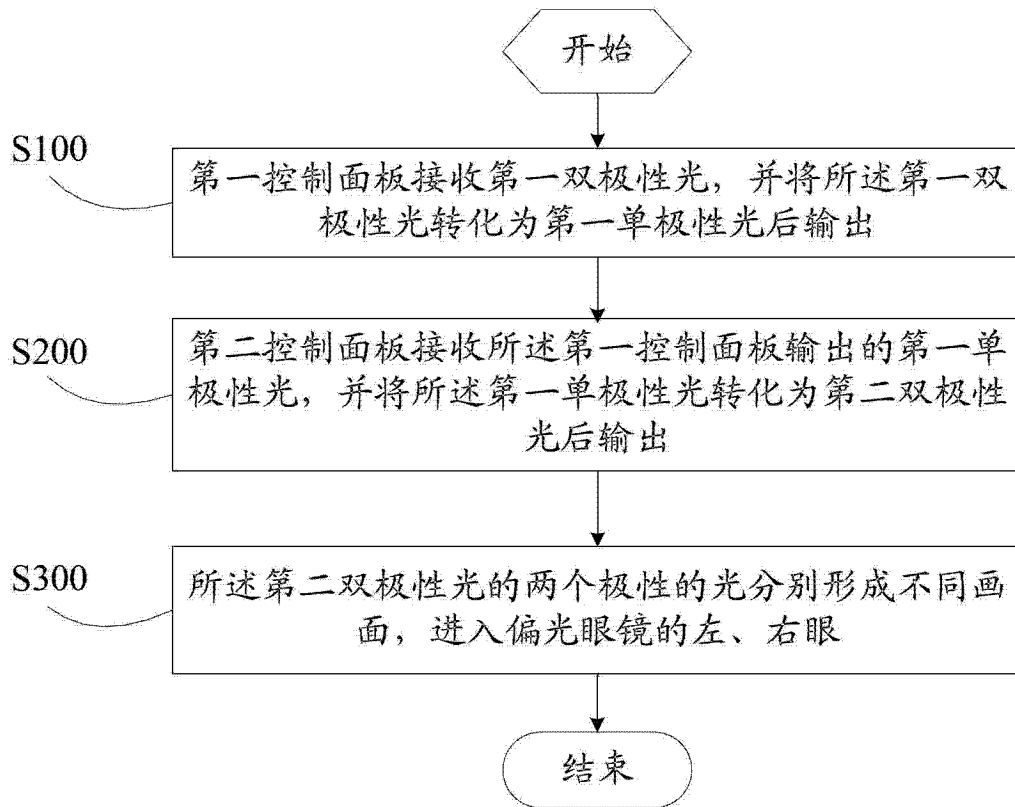 开始
S100
第一控制面板接收第一双极性光，并将所述第一双
极性光转化为第一单极性光后输出
S200
第二控制面板接收所述第一控制面板输出的第一单
极性光，并将所述第一单极性光转化为第二双极性
光后输出
S300
所述第二双极性光的两个极性的光分别形成不同画
面，进入偏光眼镜的左、右眼
结束